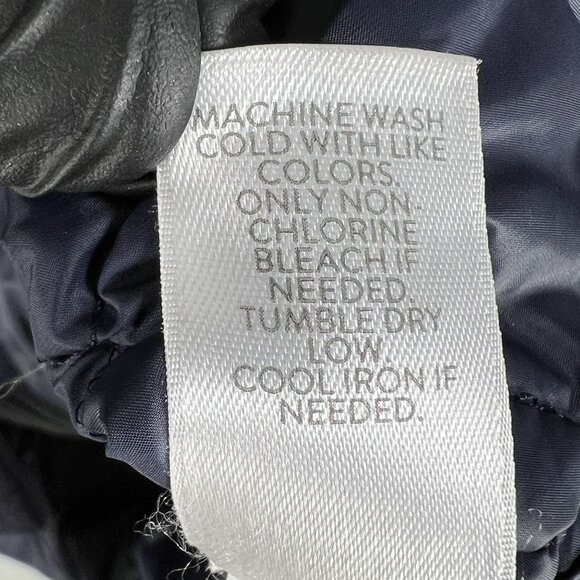 MACHINE WASH
COLD WITH LIKE
COLORS.
ONLY NON-
CHLORINE
BLEACH IF
NEEDED.
TUMBLE DRY
LOW.
COOL IRON IF
NEEDED.